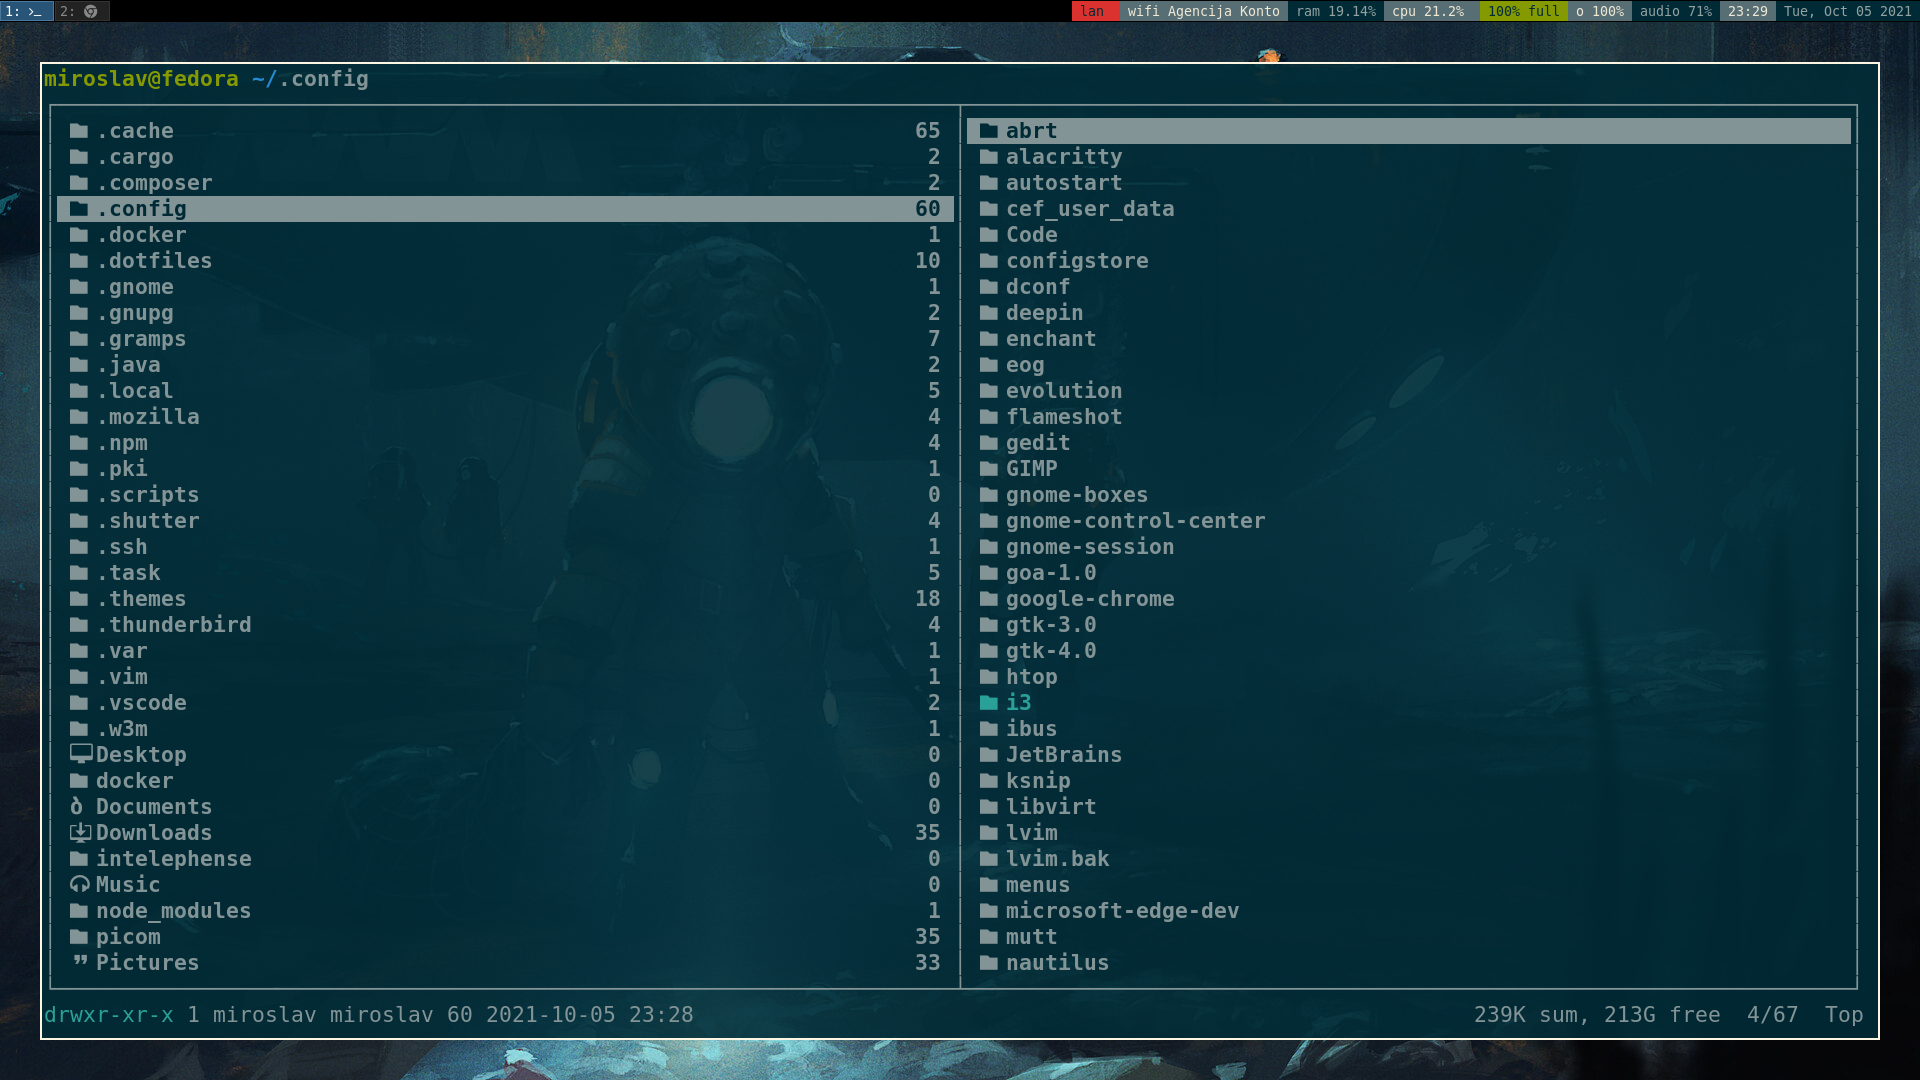 1: >_ 2: lan wifi Agencija Konto ram 19.14% cpu 21.2% 100% full o 100% audio 71% 23:29 Tue, Oct 05 2021
miroslav@fedora ~/.config
.cache 65
.cargo 2
.composer 2
.config 60
.docker 1
.dotfiles 10
.gnome 1
.gnupg 2
.gramps 7
.java 2
.local 5
.mozilla 4
.npm 4
.pki 1
.scripts 0
.shutter 4
.ssh 1
.task 5
.themes 18
.thunderbird 4
.var 1
.vim 1
.vscode 2
.w3m 1
Desktop 0
docker 0
Documents 0
Downloads 35
intelephense 0
Music 0
node_modules 1
picom 35
Pictures 33
abrt
alacritty
autostart
cef_user_data
Code
configstore
dconf
deepin
enchant
eog
evolution
flameshot
gedit
GIMP
gnome-boxes
gnome-control-center
gnome-session
goa-1.0
google-chrome
gtk-3.0
gtk-4.0
htop
i3
ibus
JetBrains
ksnip
libvirt
lvim
lvim.bak
menus
microsoft-edge-dev
mutt
nautilus
drwxr-xr-x 1 miroslav miroslav 60 2021-10-05 23:28 239K sum, 213G free 4/67 Top